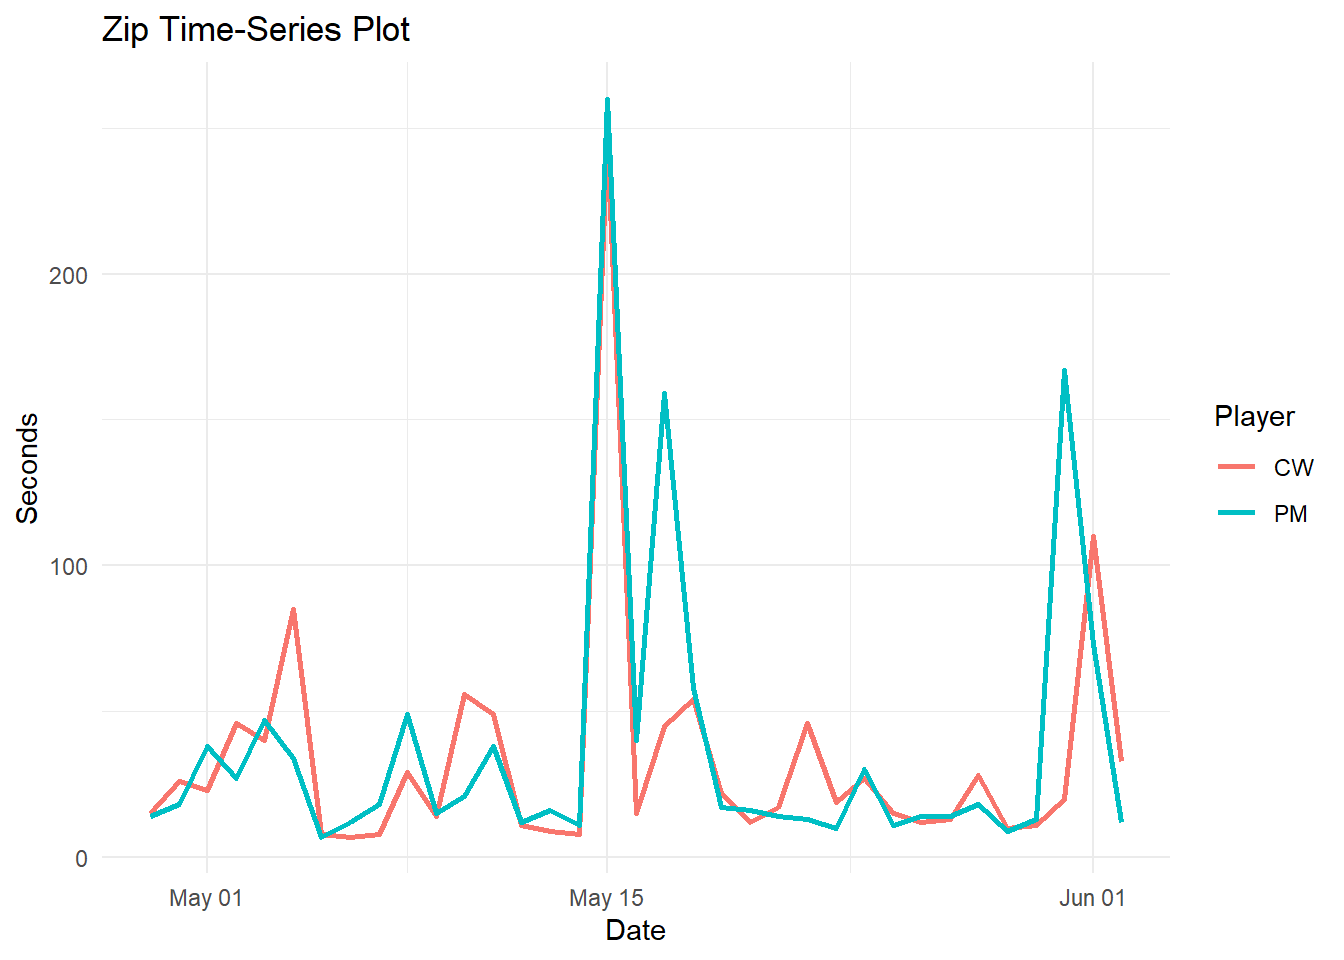 Zip Time-Series Plot
Seconds
200
100
0
May 01
May 15
Jun 01
Date
Player
CW
PM